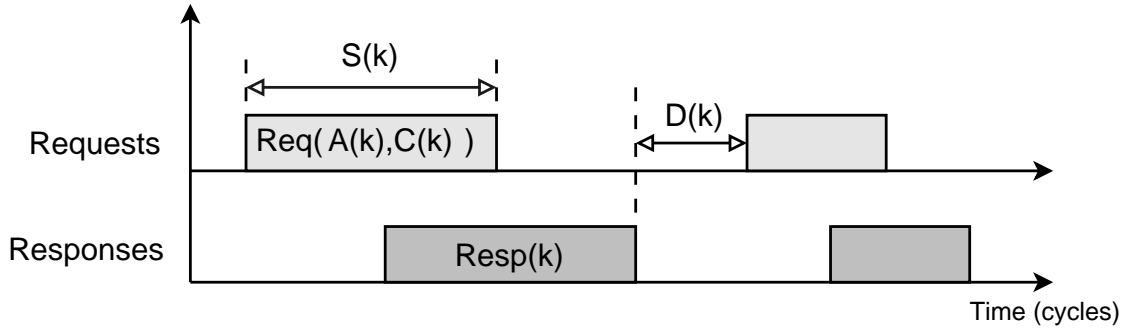 S(k)
D(k)
Requests
Req( A(k),C(k) )
Responses
Resp(k)
Time (cycles)